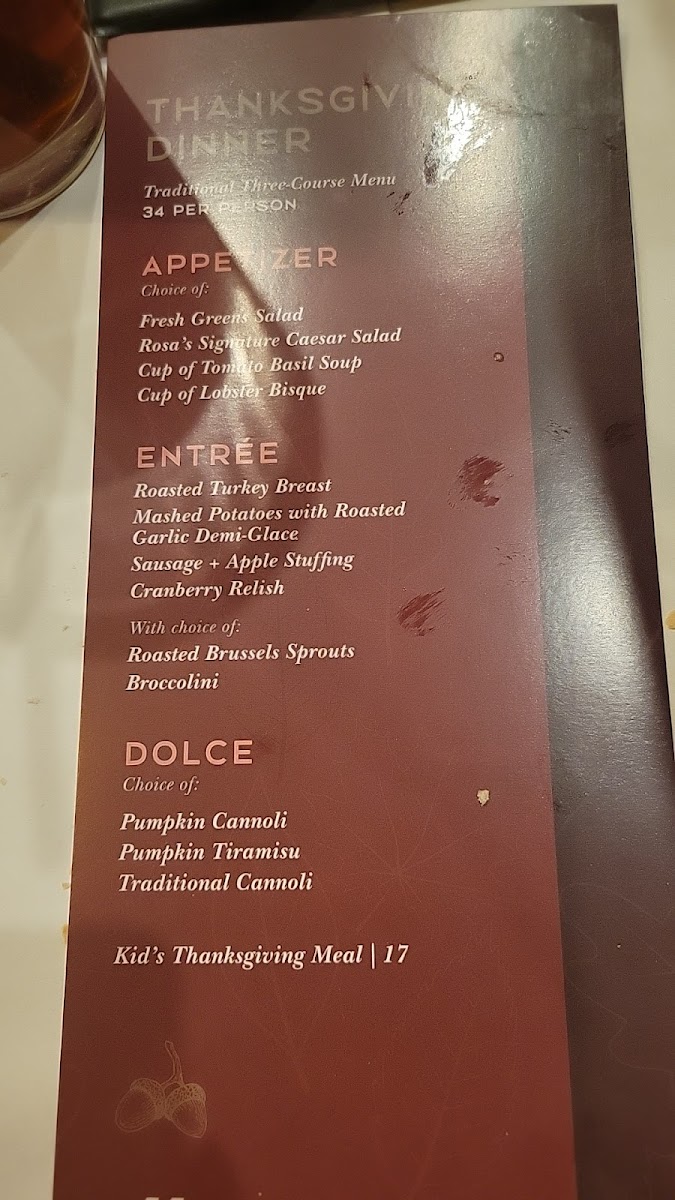 THANKSGIVING
DINNER
Traditional Three-Course Menu
34 PER PERSON
APPETIZER
Choice of:
Fresh Greens Salad
Rosa's Signature Caesar Salad
Cup of Tomato Basil Soup
Cup of Lobster Bisque
ENTRÉE
Roasted Turkey Breast
Mashed Potatoes with Roasted
Garlic Demi-Glace
Sausage + Apple Stuffing
Cranberry Relish
With choice of:
Roasted Brussels Sprouts
Broccolini
DOLCE
Choice of:
Pumpkin Cannoli
Pumpkin Tiramisu
Traditional Cannoli
Kid's Thanksgiving Meal | 17